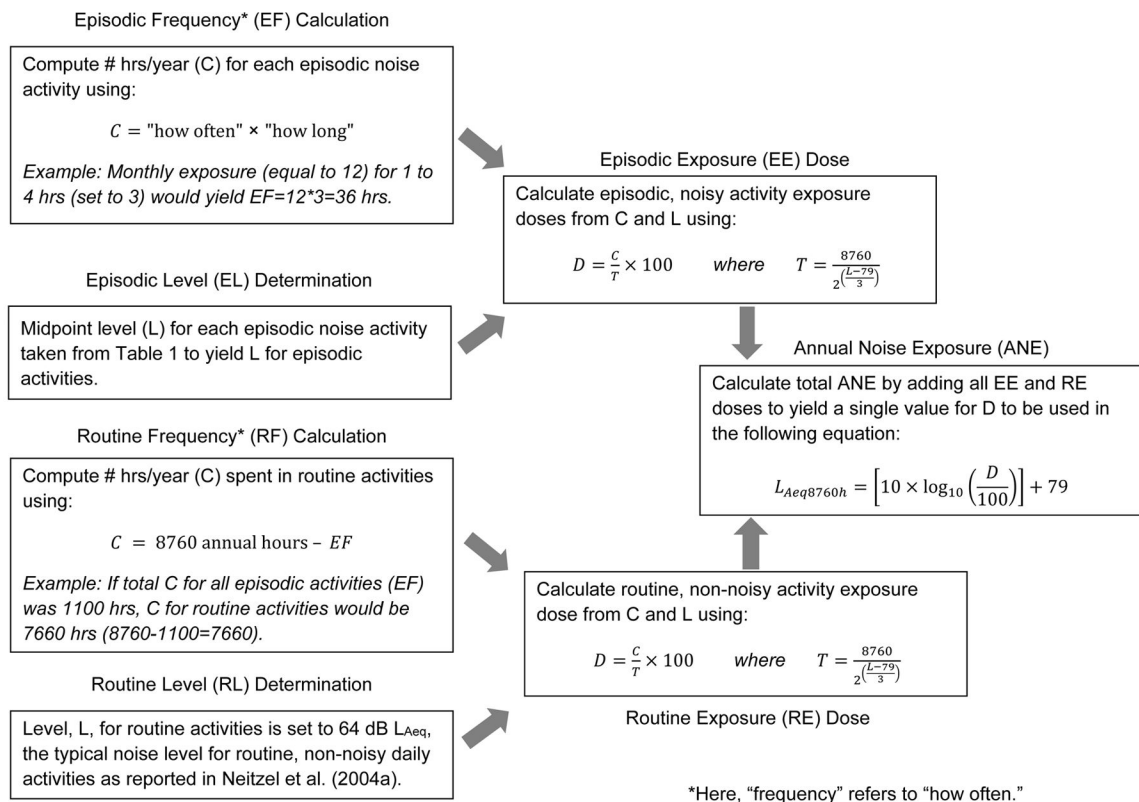 Episodic Frequency* (EF) Calculation
Compute # hrs/year (C) for each episodic noise
activity using:
C = "how often" × "how long"
Example: Monthly exposure (equal to 12) for 1 to
4 hrs (set to 3) would yield EF=12*3=36 hrs.
Episodic Level (EL) Determination
Midpoint level (L) for each episodic noise activity
taken from Table 1 to yield L for episodic
activities.
Routine Frequency* (RF) Calculation
Compute # hrs/year (C) spent in routine activities
using:
C = 8760 annual hours – EF
Example: If total C for all episodic activities (EF)
was 1100 hrs, C for routine activities would be
7660 hrs (8760-1100=7660).
Routine Level (RL) Determination
Level, L, for routine activities is set to 64 dB LAeq,
the typical noise level for routine, non-noisy daily
activities as reported in Neitzel et al. (2004a).
Episodic Exposure (EE) Dose
Calculate episodic, noisy activity exposure
doses from C and L using:
D = C/T × 100 where T = 8760/2^((L−79)/3)
Annual Noise Exposure (ANE)
Calculate total ANE by adding all EE and RE
doses to yield a single value for D to be used in
the following equation:
L_Aeq8760h = [10 × log10 (D/100)] + 79
Calculate routine, non-noisy activity exposure
dose from C and L using:
D = C/T × 100 where T = 8760/2^((L−79)/3)
Routine Exposure (RE) Dose
*Here, “frequency” refers to “how often.”